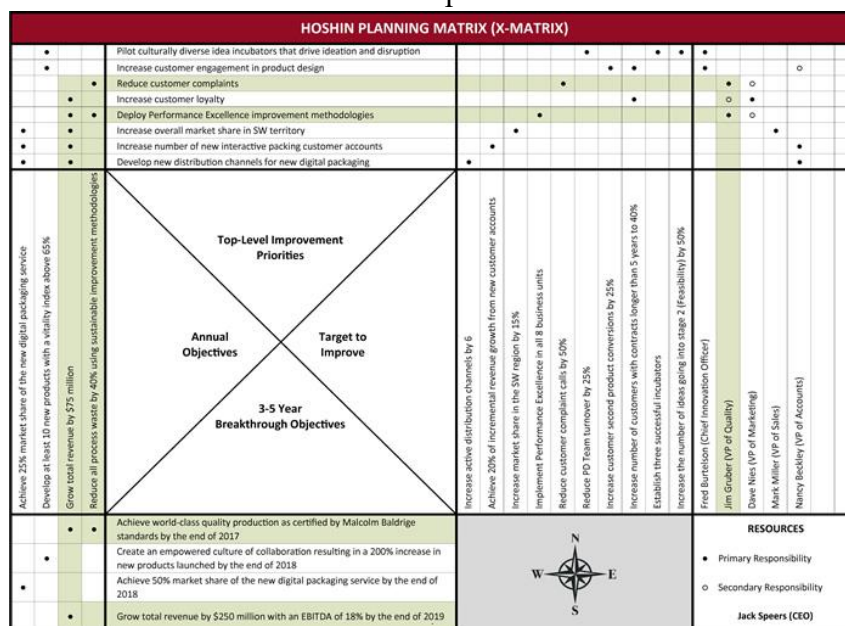 HOSHIN PLANNING MATRIX (X-MATRIX)
Pilot culturally diverse idea incubators that drive ideation and disruption
Increase customer engagement in product design
Reduce customer complaints
Increase customer loyalty
Deploy Performance Excellence improvement methodologies
Increase overall market share in SW territory
Increase number of new interactive packing customer accounts
Develop new distribution channels for new digital packaging
Achieve 25% market share of the new digital packaging service
Develop at least 10 new products with a vitality index above 65%
Grow total revenue by $75 million
Reduce all process waste by 40% using sustainable improvement methodologies
Top-Level Improvement
Priorities
Annual
Objectives
Target to
Improve
3-5 Year
Breakthrough Objectives
Increase active distribution channels by 6
Achieve 20% of incremental revenue growth from new customer accounts
Increase market share in the SW region by 15%
Implement Performance Excellence in all 8 business units
Reduce customer complaint calls by 50%
Reduce PD Team turnover by 25%
Increase customer second product conversions by 25%
Increase number of customers with contracts longer than 5 years to 40%
Establish three successful incubators
Increase the number of ideas going into stage 2 (Feasibility) by 50%
Fred Burtelson (Chief Innovation Officer)
Jim Gruber (VP of Quality)
Dave Nies (VP of Marketing)
Mark Miller (VP of Sales)
Nancy Beckley (VP of Accounts)
Achieve world-class quality production as certified by Malcolm Baldrige
standards by the end of 2017
Create an empowered culture of collaboration resulting in a 200% increase in
new products launched by the end of 2018
Achieve 50% market share of the new digital packaging service by the end of
2018
Grow total revenue by $250 million with an EBITDA of 18% by the end of 2019
N
W
E
S
RESOURCES
Primary Responsibility
Secondary Responsibility
Jack Speers (CEO)